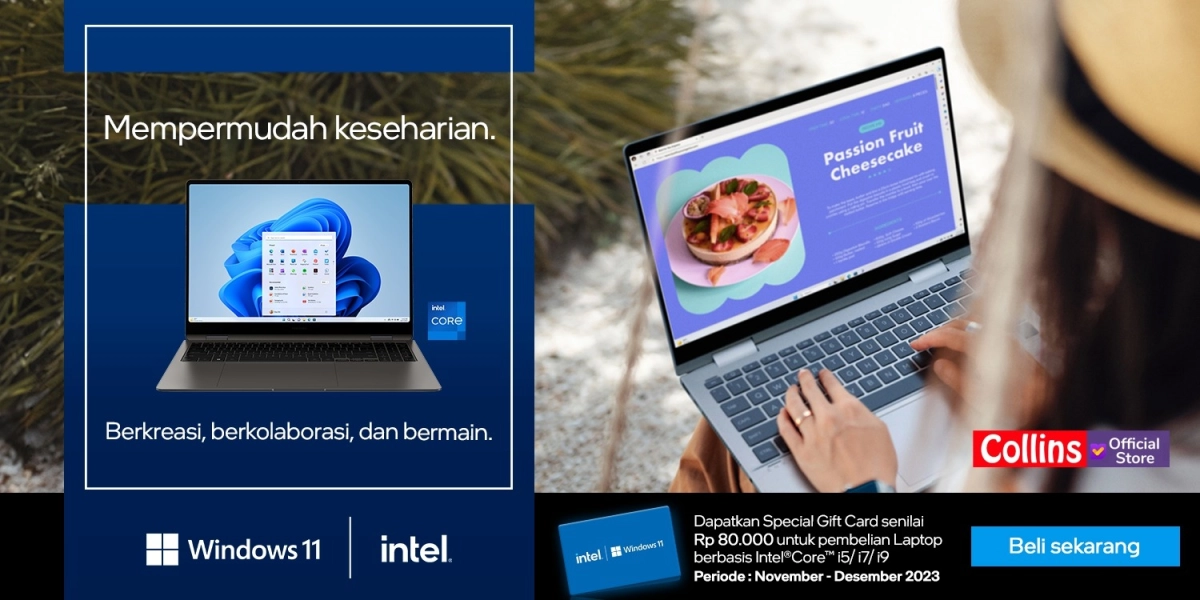 Mempermudah keseharian.
intel
CORE
Berkreasi, berkolaborasi, dan bermain.
Windows 11
intel.
Passion Fruit
Cheesecake
Collins
Official
Store
intel. Windows 11
Dapatkan Special Gift Card senilai
Rp 80.000 untuk pembelian Laptop
berbasis Intel®Core™ i5/ i7/ i9
Periode : November - Desember 2023
Beli sekarang